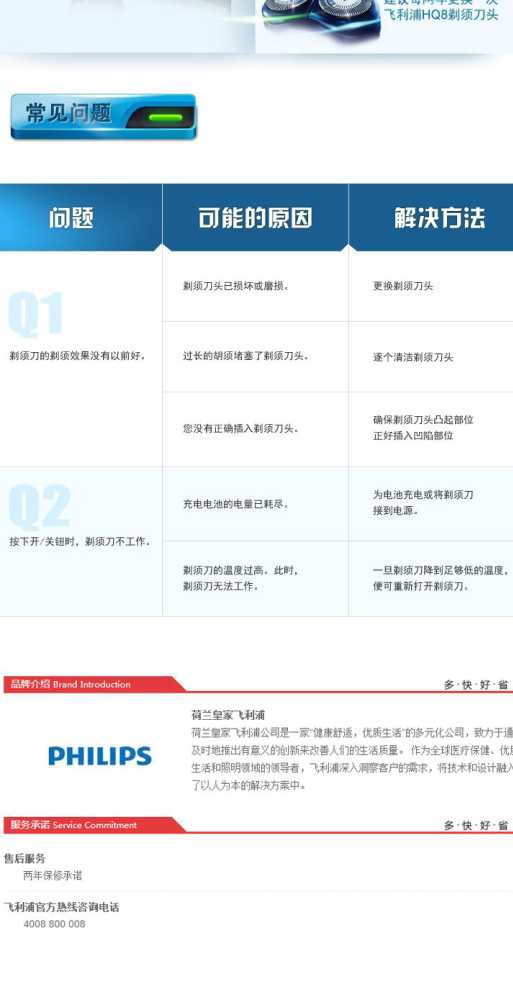 飞利浦HQ8剃须刀头
常见问题
问题 可能的原因 解决方法
Q1
剃须刀的剃须效果没有以前好。
剃须刀头已损坏或磨损。 更换剃须刀头
过长的胡须堵塞了剃须刀头。 逐个清洁剃须刀头
您没有正确插入剃须刀头。
确保剃须刀头凸起部位
正好插入凹陷部位
Q2
按下开/关钮时，剃须刀不工作。
充电电池的电量已耗尽。
为电池充电或将剃须刀
接到电源。
剃须刀的温度过高。此时，
剃须刀无法工作。
一旦剃须刀降到足够低的温度，
便可重新打开剃须刀。
品牌介绍 Brand Introduction 多·快·好·省
PHILIPS
荷兰皇家飞利浦
荷兰皇家飞利浦公司是一家“健康舒适，优质生活”的多元化公司，致力于通
及时地推出有意义的创新来改善人们的生活质量。 作为全球医疗保健、优质
生活和照明领域的领导者，飞利浦深入洞察客户的需求，将技术和设计融入
了以人为本的解决方案中。
服务承诺 Service Commitment 多·快·好·省
售后服务
两年保修承诺
飞利浦官方热线咨询电话
4008 800 008